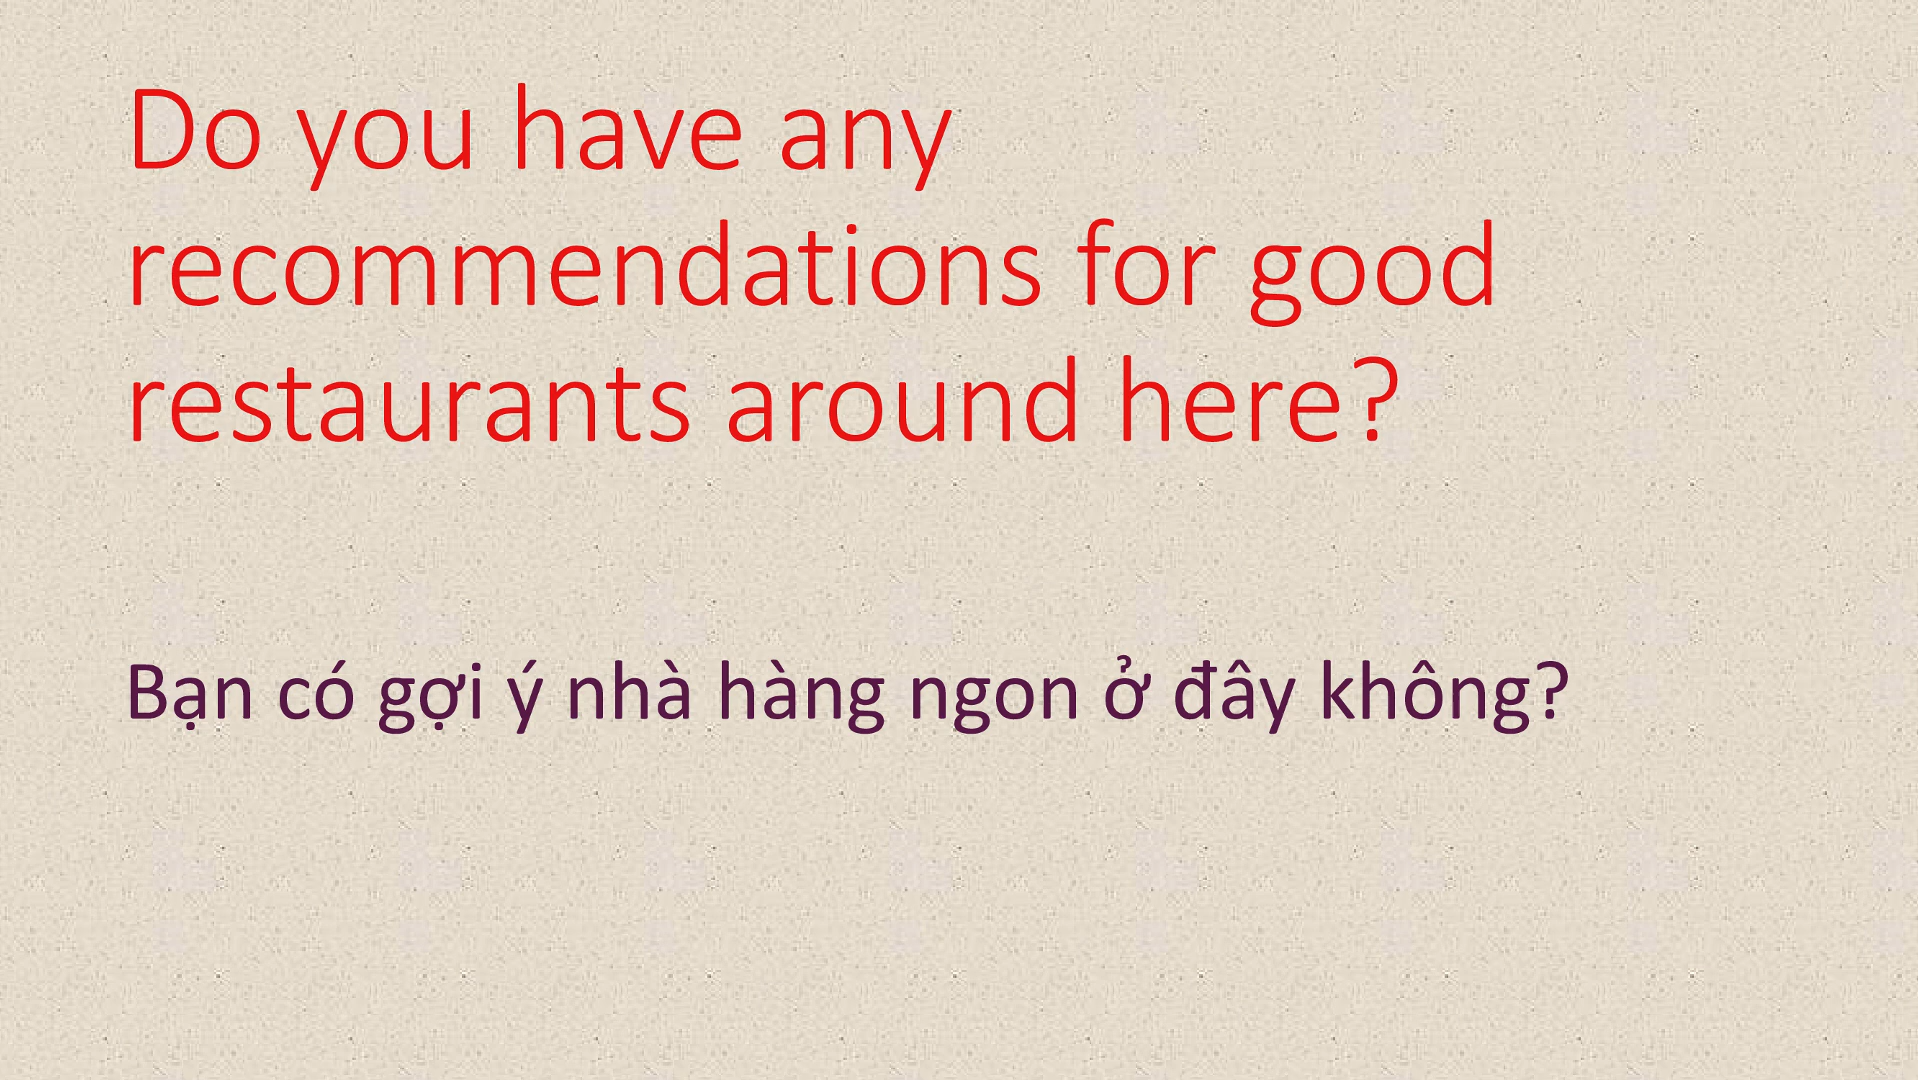 Do you have any
recommendations for good
restaurants around here?
Bạn có gợi ý nhà hàng ngon ở đây không?